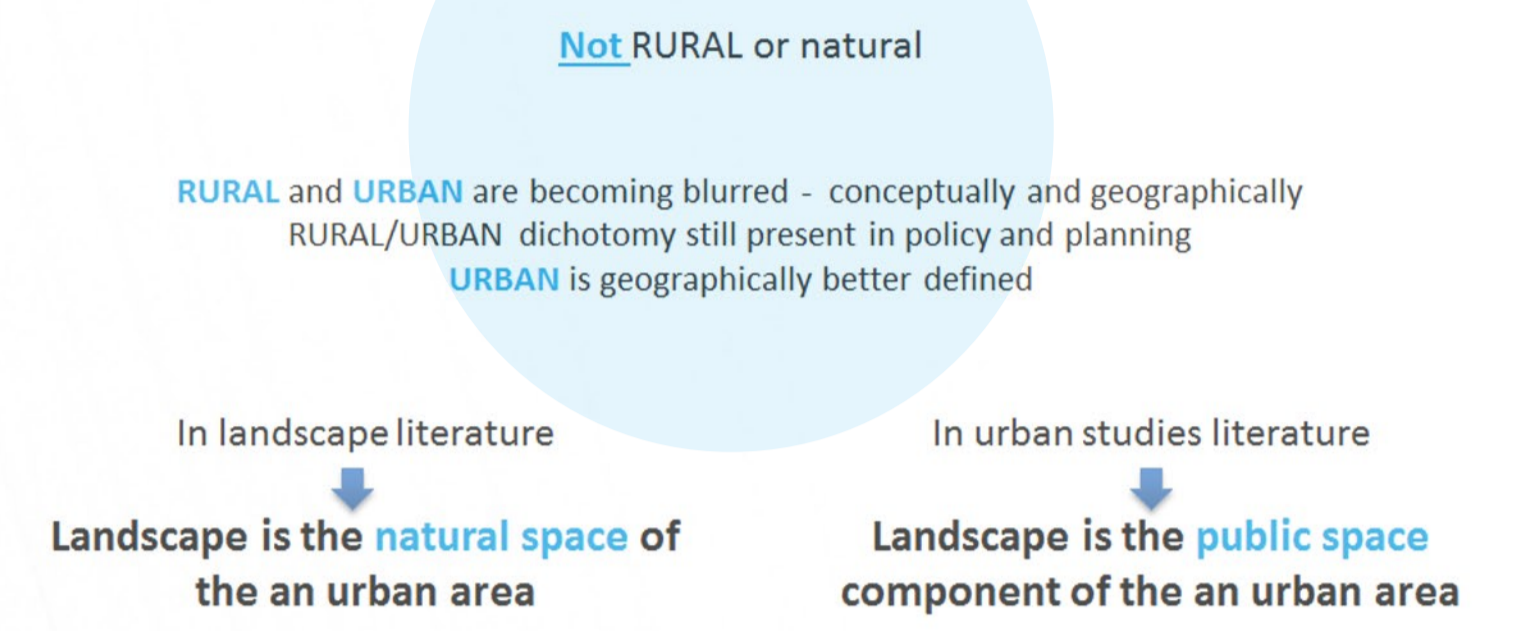 Not RURAL or natural
RURAL and URBAN are becoming blurred - conceptually and geographically
RURAL/URBAN dichotomy still present in policy and planning
URBAN is geographically better defined
In landscape literature
Landscape is the natural space of
the an urban area
In urban studies literature
Landscape is the public space
component of the an urban area